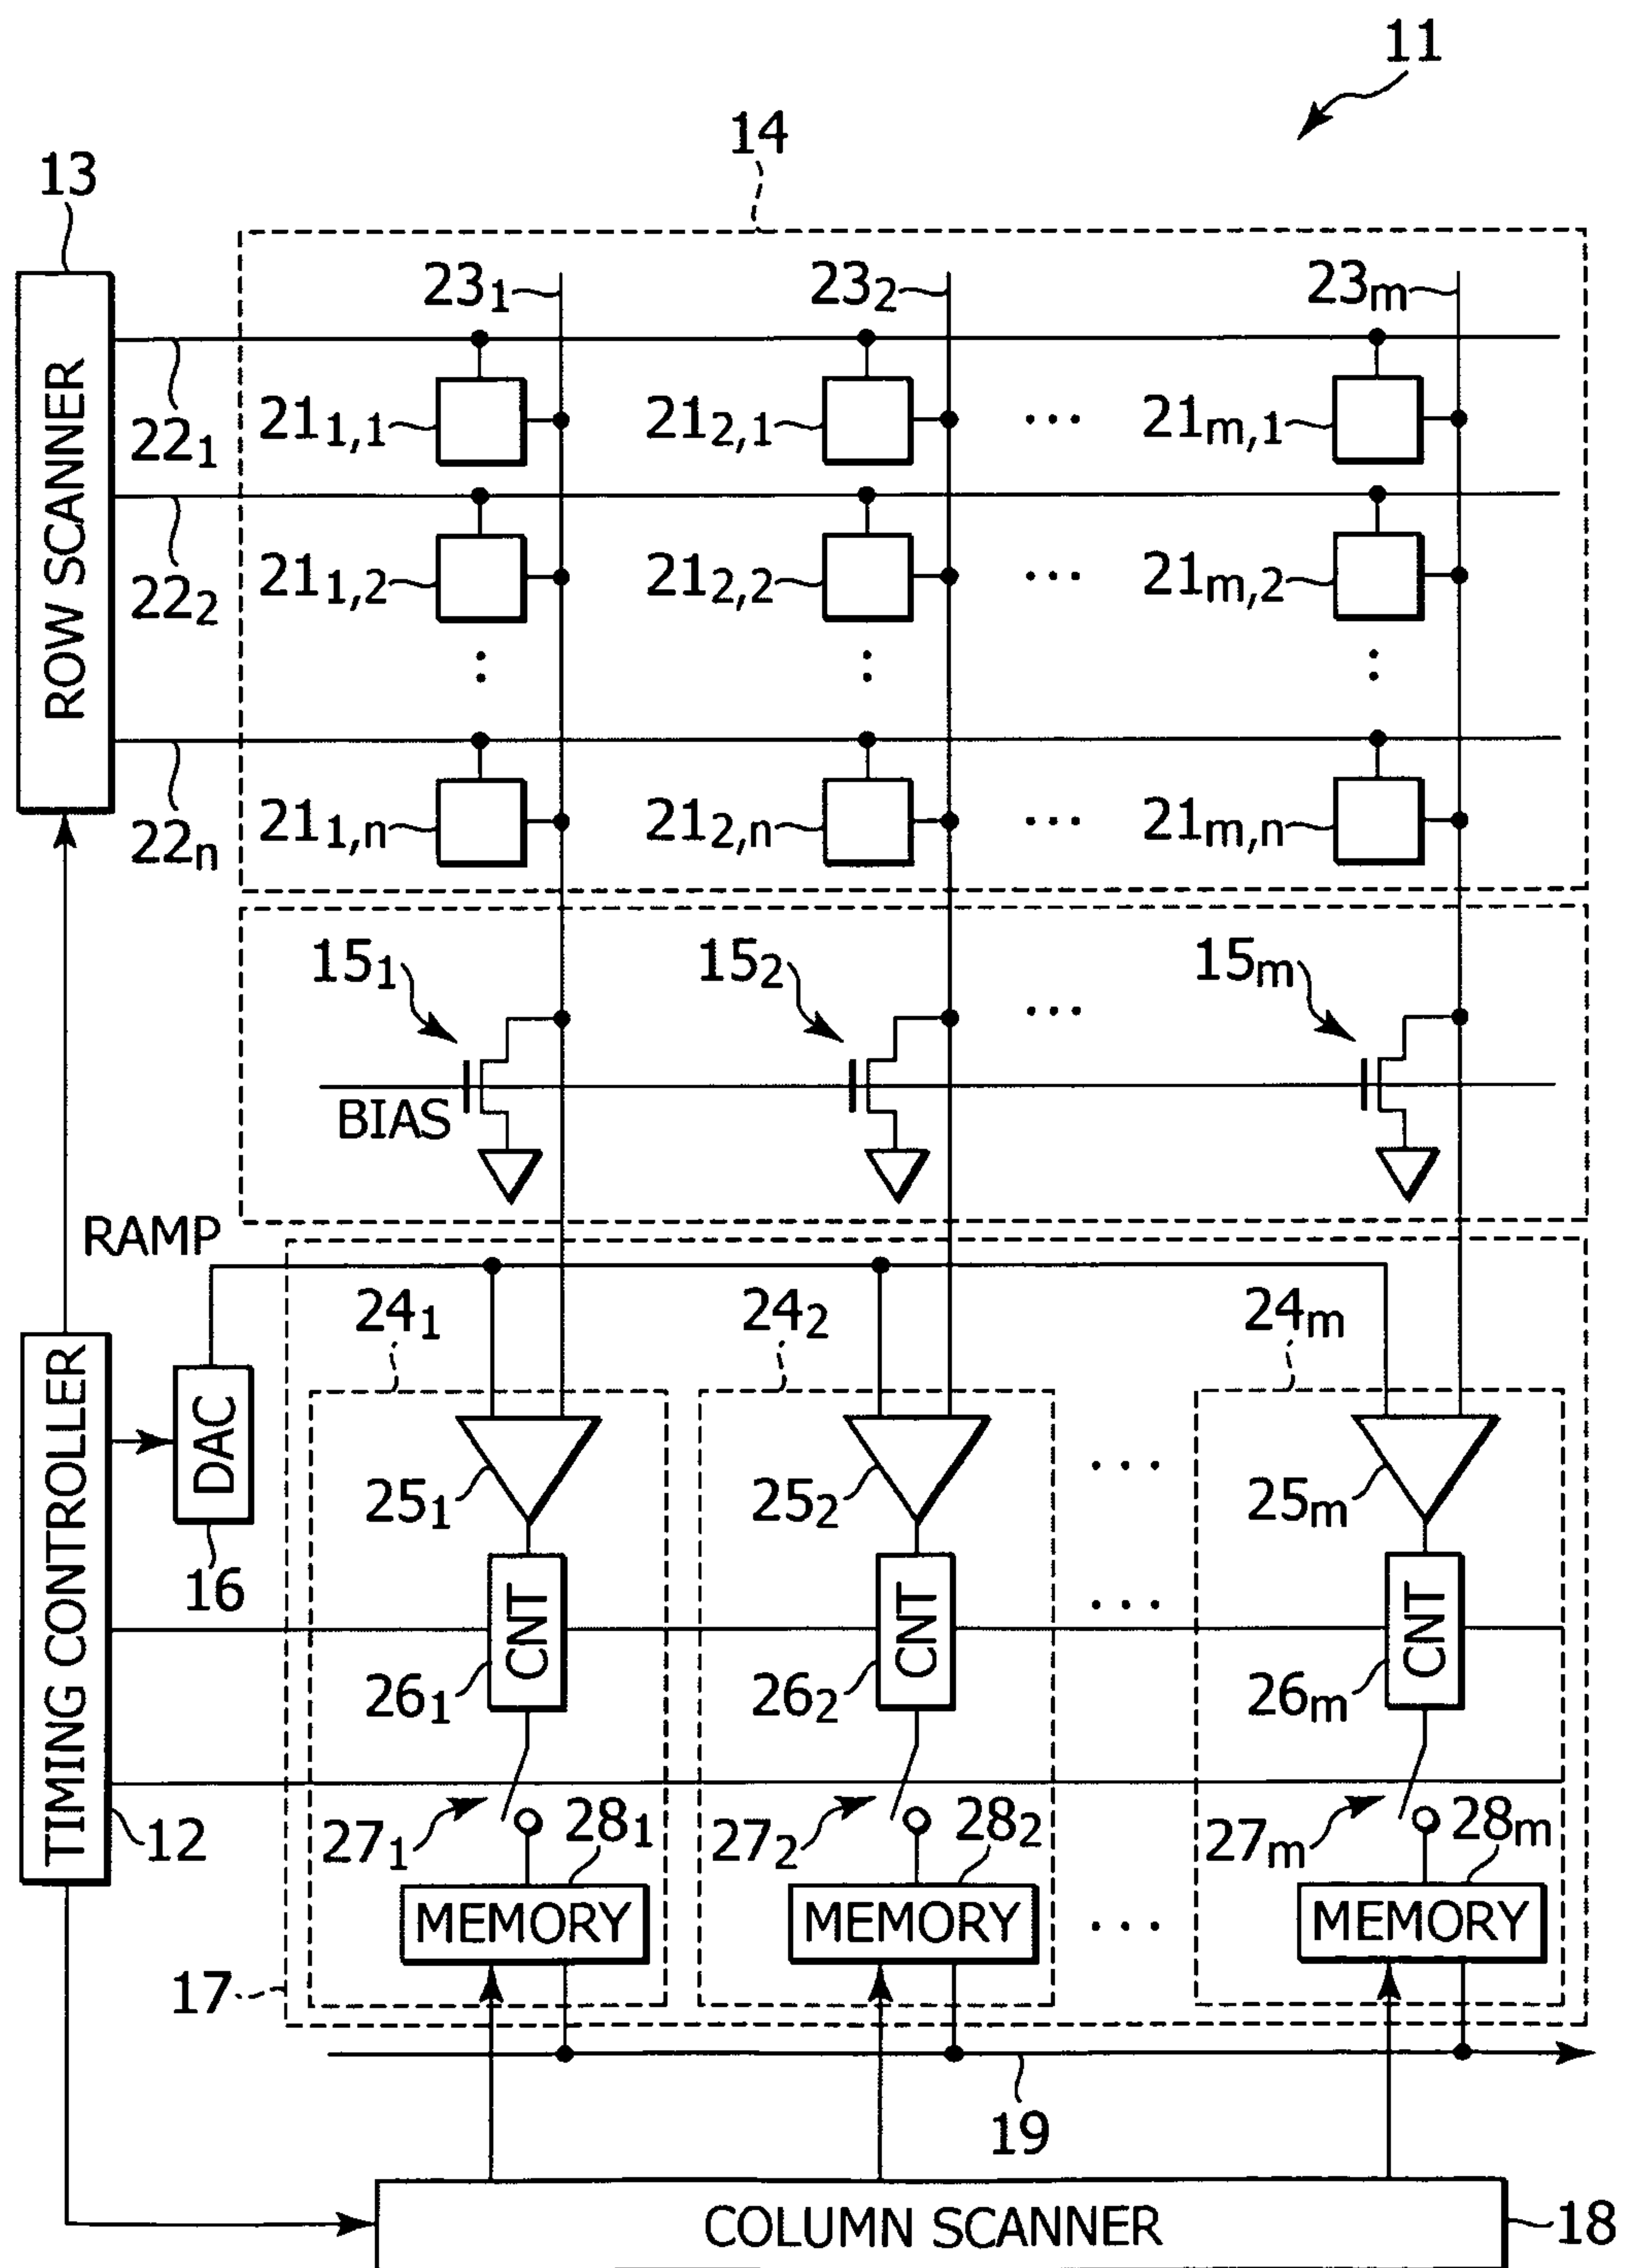 11
14
13
23₁ 23₂ 23ₘ
ROW SCANNER
22₁ 21₁,₁ 21₂,₁ ... 21ₘ,₁
22₂ 21₁,₂ 21₂,₂ ... 21ₘ,₂
22ₙ 21₁,ₙ 21₂,ₙ ... 21ₘ,ₙ
15₁ 15₂ ... 15ₘ
BIAS
RAMP
24₁ 24₂ 24ₘ
TIMING CONTROLLER
DAC
25₁ 25₂ ... 25ₘ
16
CNT CNT ... CNT
26₁ 26₂ 26ₘ
12
27₁ 28₁ 27₂ 28₂ 27ₘ 28ₘ
MEMORY MEMORY ... MEMORY
17
19
COLUMN SCANNER 18